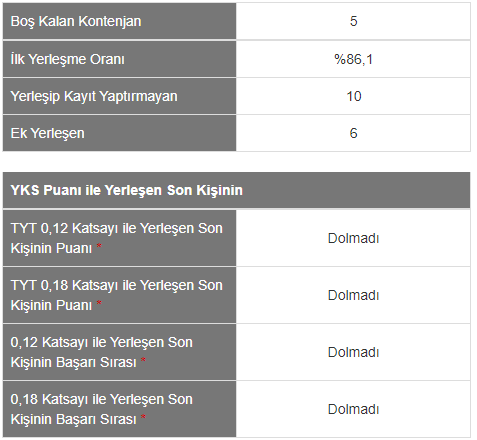 Boş Kalan Kontenjan 5
İlk Yerleşme Oranı %86,1
Yerleşip Kayıt Yaptırmayan 10
Ek Yerleşen 6
YKS Puanı ile Yerleşen Son Kişinin
TYT 0,12 Katsayı ile Yerleşen Son
Kişinin Puanı * Dolmadı
TYT 0,18 Katsayı ile Yerleşen Son
Kişinin Puanı * Dolmadı
0,12 Katsayı ile Yerleşen Son
Kişinin Başarı Sırası * Dolmadı
0,18 Katsayı ile Yerleşen Son
Kişinin Başarı Sırası * Dolmadı